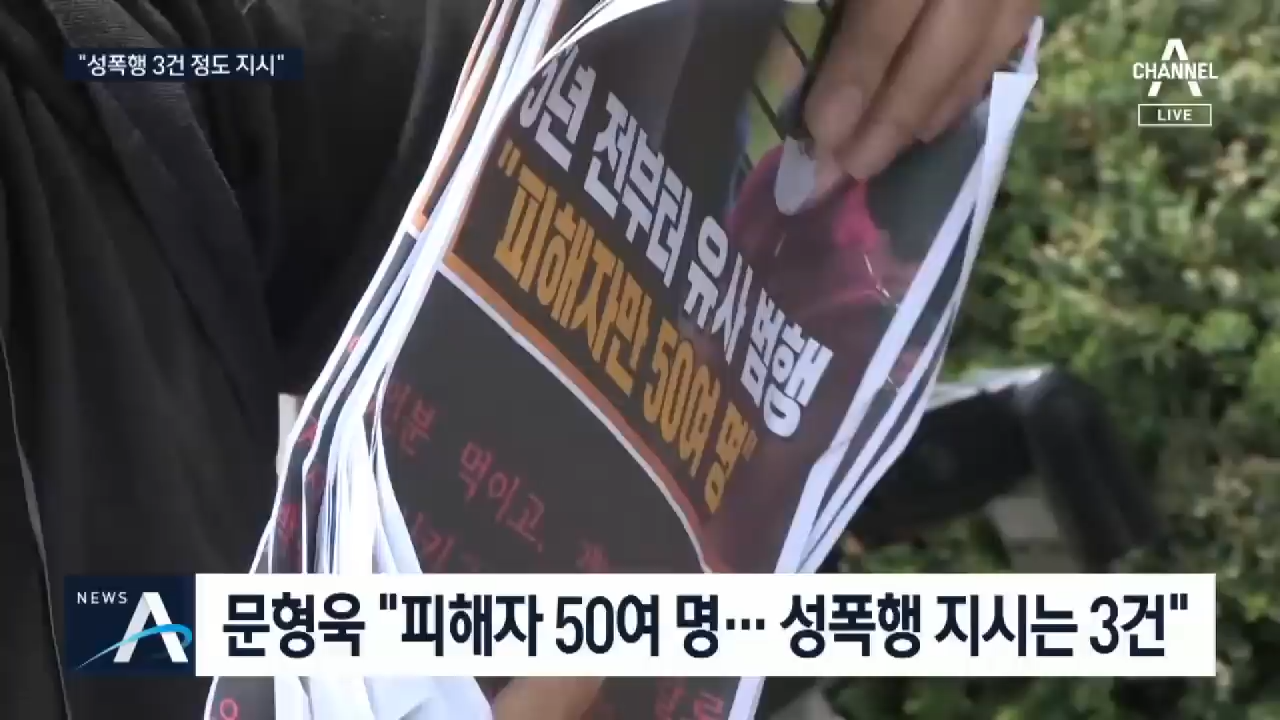 "성폭행 3건 정도 지시"
CHANNEL
LIVE
3년 전부터 유사 범행
"피해자만 50여 명"
먹이고,
NEWS
문형욱 "피해자 50여 명… 성폭행 지시는 3건"